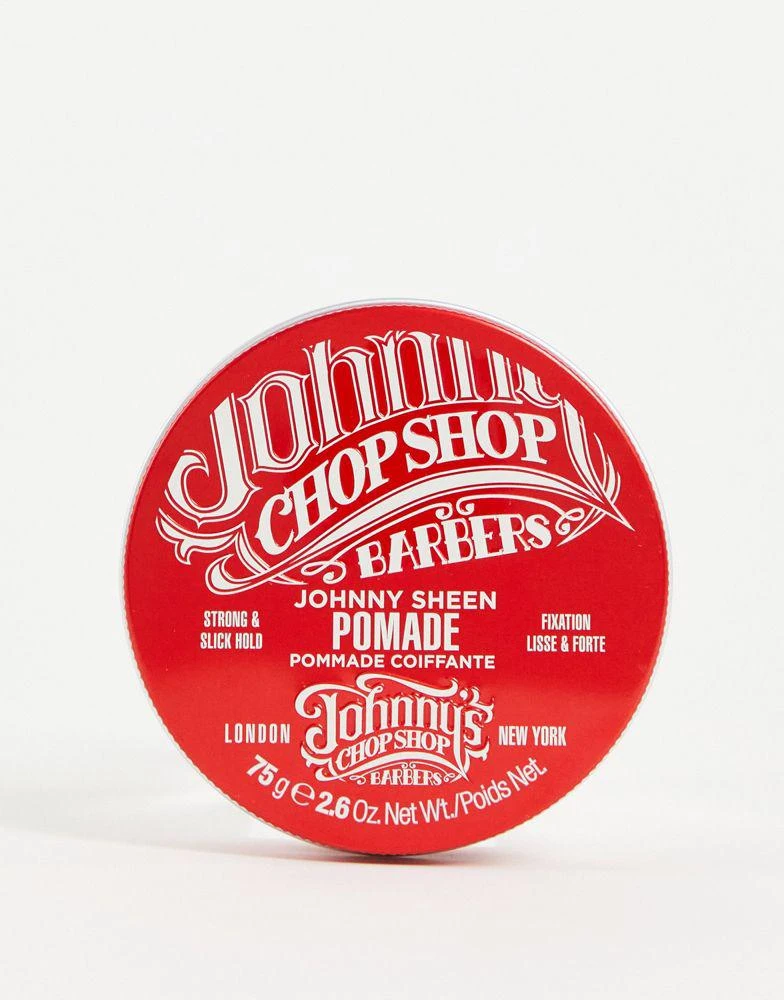 Johnny
CHOP SHOP
BARBERS
JOHNNY SHEEN
STRONG &
SLICK HOLD
POMADE
FIXATION
LISSE & FORTE
POMMADE COIFFANTE
LONDON
Johnny's
CHOP SHOP
BARBERS
NEW YORK
75g e 2.6 Oz. Net Wt./Poids Net.